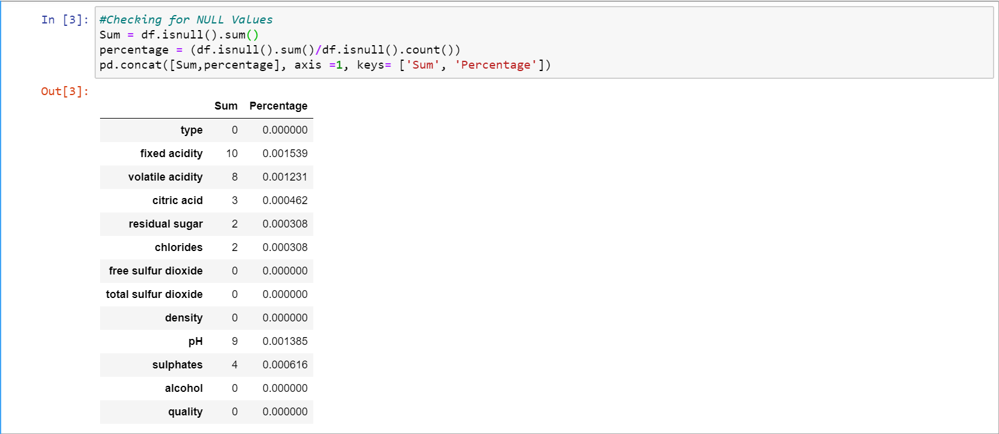 In [3]: #Checking for NULL Values
Sum = df.isnull().sum()
percentage = (df.isnull().sum()/df.isnull().count())
pd.concat([Sum,percentage], axis =1, keys= ['Sum', 'Percentage'])
Out[3]:
Sum Percentage
type 0 0.000000
fixed acidity 10 0.001539
volatile acidity 8 0.001231
citric acid 3 0.000462
residual sugar 2 0.000308
chlorides 2 0.000308
free sulfur dioxide 0 0.000000
total sulfur dioxide 0 0.000000
density 0 0.000000
pH 9 0.001385
sulphates 4 0.000616
alcohol 0 0.000000
quality 0 0.000000